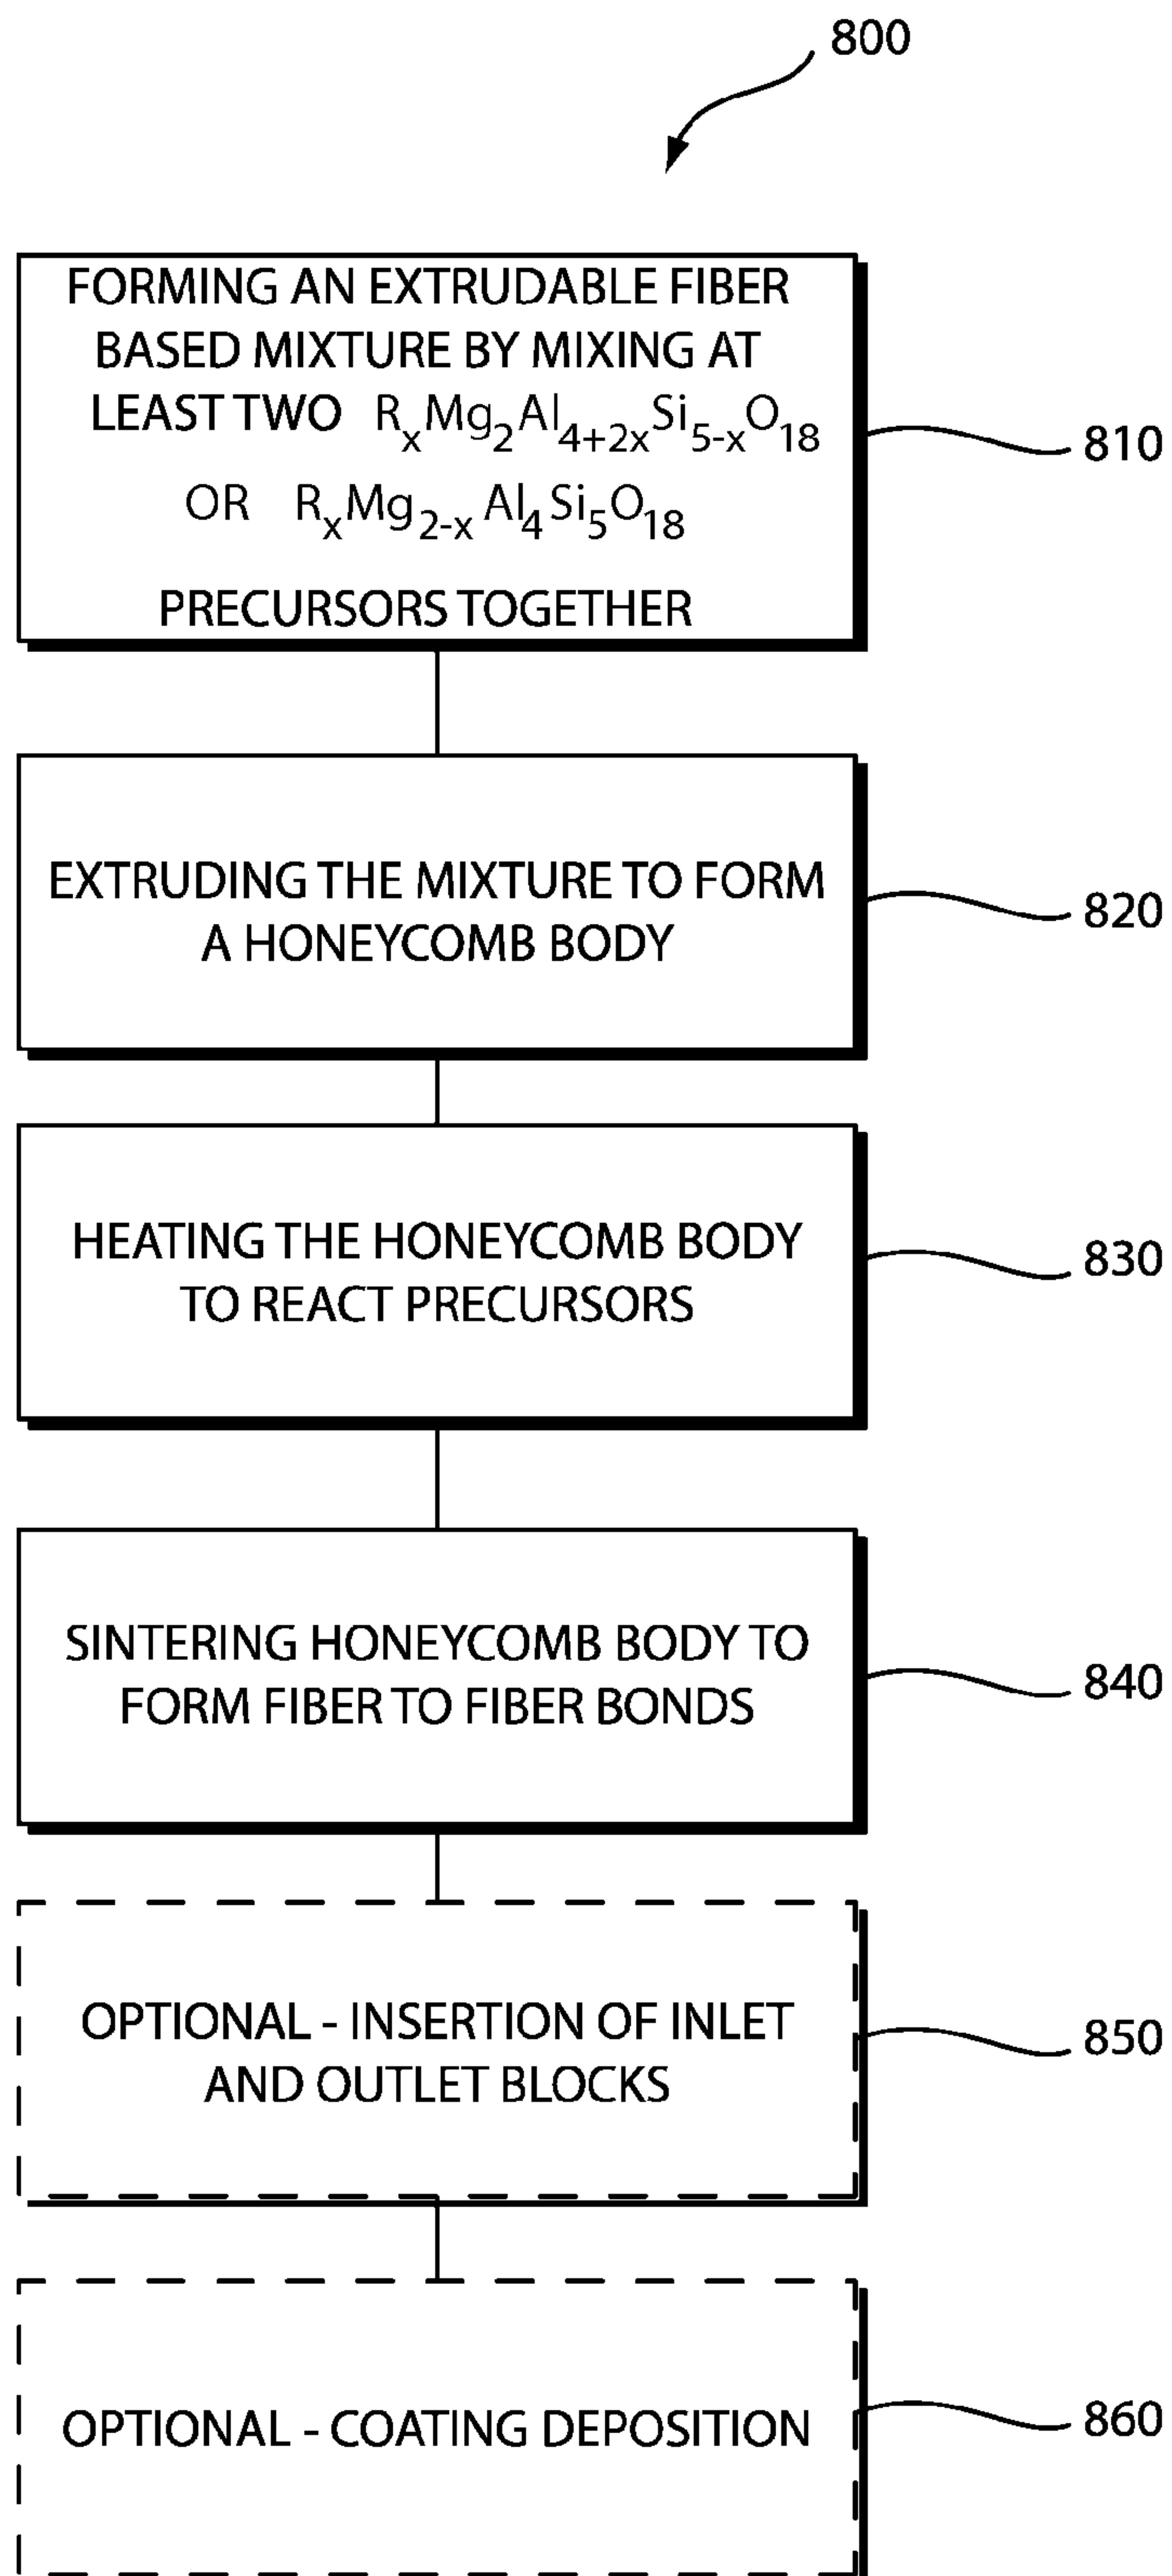 800
FORMING AN EXTRUDABLE FIBER
BASED MIXTURE BY MIXING AT
LEAST TWO RₓMg₂Al₄₊₂ₓSi₅₋ₓO₁₈
OR RₓMg₂₋ₓAl₄Si₅O₁₈
PRECURSORS TOGETHER
810
EXTRUDING THE MIXTURE TO FORM
A HONEYCOMB BODY
820
HEATING THE HONEYCOMB BODY
TO REACT PRECURSORS
830
SINTERING HONEYCOMB BODY TO
FORM FIBER TO FIBER BONDS
840
OPTIONAL - INSERTION OF INLET
AND OUTLET BLOCKS
850
OPTIONAL - COATING DEPOSITION
860